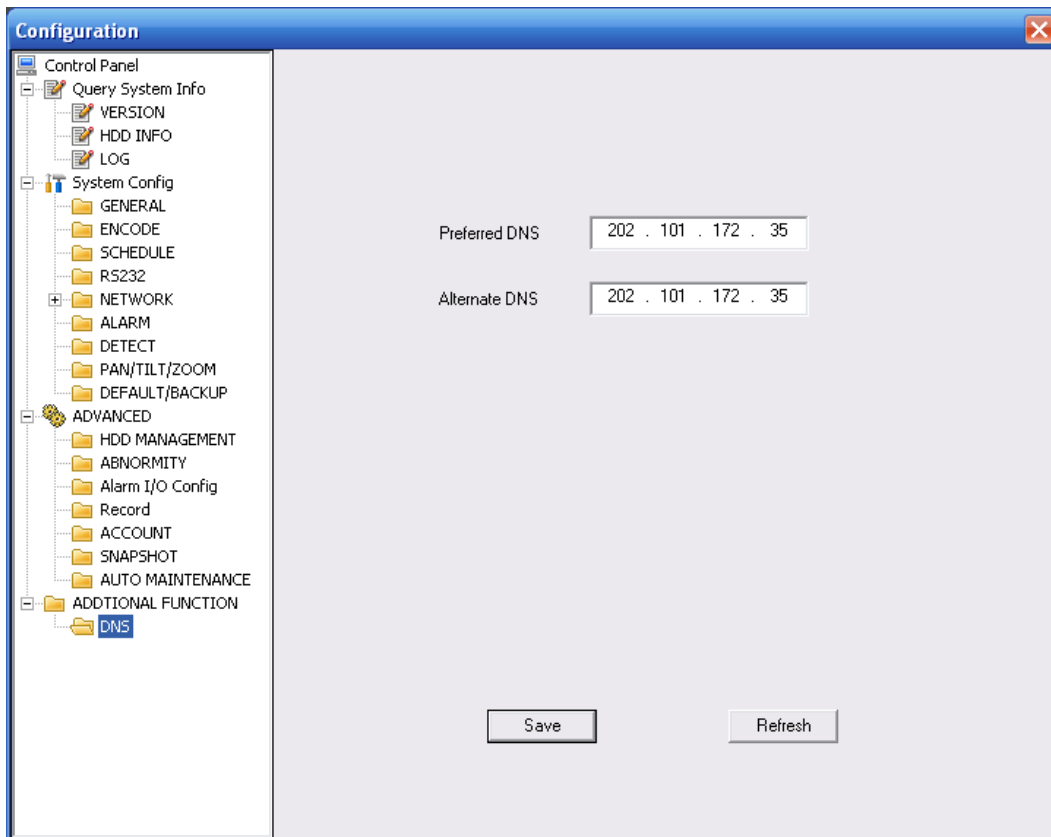 Configuration
Control Panel
Query System Info
VERSION
HDD INFO
LOG
System Config
GENERAL
ENCODE
SCHEDULE
RS232
NETWORK
ALARM
DETECT
PAN/TILT/ZOOM
DEFAULT/BACKUP
ADVANCED
HDD MANAGEMENT
ABNORMITY
Alarm I/O Config
Record
ACCOUNT
SNAPSHOT
AUTO MAINTENANCE
ADDTIONAL FUNCTION
DNS
Preferred DNS 202 . 101 . 172 . 35
Alternate DNS 202 . 101 . 172 . 35
Save Refresh